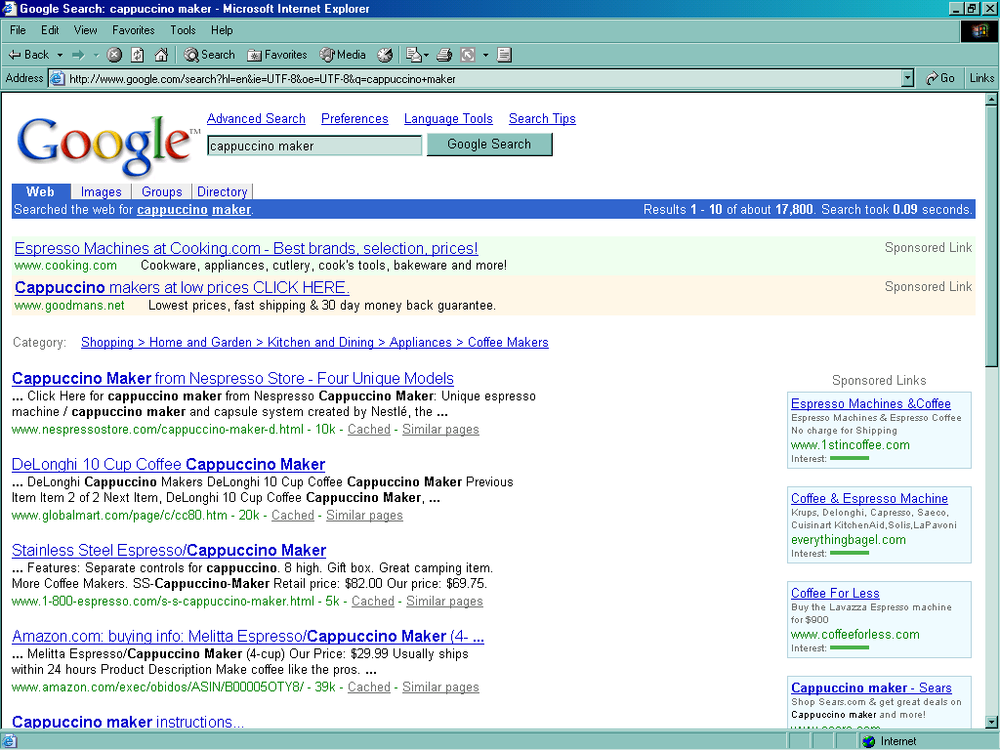 Google Search: cappuccino maker - Microsoft Internet Explorer
File Edit View Favorites Tools Help
Back Search Favorites Media
Address http://www.google.com/search?hl=en&ie=UTF-8&oe=UTF-8&q=cappuccino+maker Go Links
Advanced Search Preferences Language Tools Search Tips
Google™ cappuccino maker Google Search
Web Images Groups Directory
Searched the web for cappuccino maker. Results 1 - 10 of about 17,800. Search took 0.09 seconds.
Espresso Machines at Cooking.com - Best brands, selection, prices! Sponsored Link
www.cooking.com Cookware, appliances, cutlery, cook's tools, bakeware and more!
Cappuccino makers at low prices CLICK HERE. Sponsored Link
www.goodmans.net Lowest prices, fast shipping & 30 day money back guarantee.
Category: Shopping > Home and Garden > Kitchen and Dining > Appliances > Coffee Makers
Cappuccino Maker from Nespresso Store - Four Unique Models
... Click Here for cappuccino maker from Nespresso Cappuccino Maker: Unique espresso
machine / cappuccino maker and capsule system created by Nestlé, the ...
www.nespressostore.com/cappuccino-maker-d.html - 10k - Cached - Similar pages
DeLonghi 10 Cup Coffee Cappuccino Maker
... DeLonghi Cappuccino Makers DeLonghi 10 Cup Coffee Cappuccino Maker Previous
Item Item 2 of 2 Next Item, DeLonghi 10 Cup Coffee Cappuccino Maker, ...
www.globalmart.com/page/c/cc80.htm - 20k - Cached - Similar pages
Stainless Steel Espresso/Cappuccino Maker
... Features: Separate controls for cappuccino. 8 high. Gift box. Great camping item.
More Coffee Makers. SS-Cappuccino-Maker Retail price: $82.00 Our price: $69.75.
www.1-800-espresso.com/s-s-cappuccino-maker.html - 5k - Cached - Similar pages
Amazon.com: buying info: Melitta Espresso/Cappuccino Maker (4- ...
... Melitta Espresso/Cappuccino Maker (4-cup) Our Price: $29.99 Usually ships
within 24 hours Product Description Make coffee like the pros. ...
www.amazon.com/exec/obidos/ASIN/B00005OTY8/ - 39k - Cached - Similar pages
Cappuccino maker instructions...
Sponsored Links
Espresso Machines &Coffee
Espresso Machines & Espresso Coffee
No charge for Shipping
www.1stincoffee.com
Interest:
Coffee & Espresso Machine
Krups, Delonghi, Capresso, Saeco,
Cuisinart KitchenAid,Solis,LaPavoni
everythingbagel.com
Interest:
Coffee For Less
Buy the Lavazza Espresso machine
for $900
www.coffeeforless.com
Interest:
Cappuccino maker - Sears
Shop Sears.com & get great deals on
Cappuccino maker and more!
www.sears.com
Internet